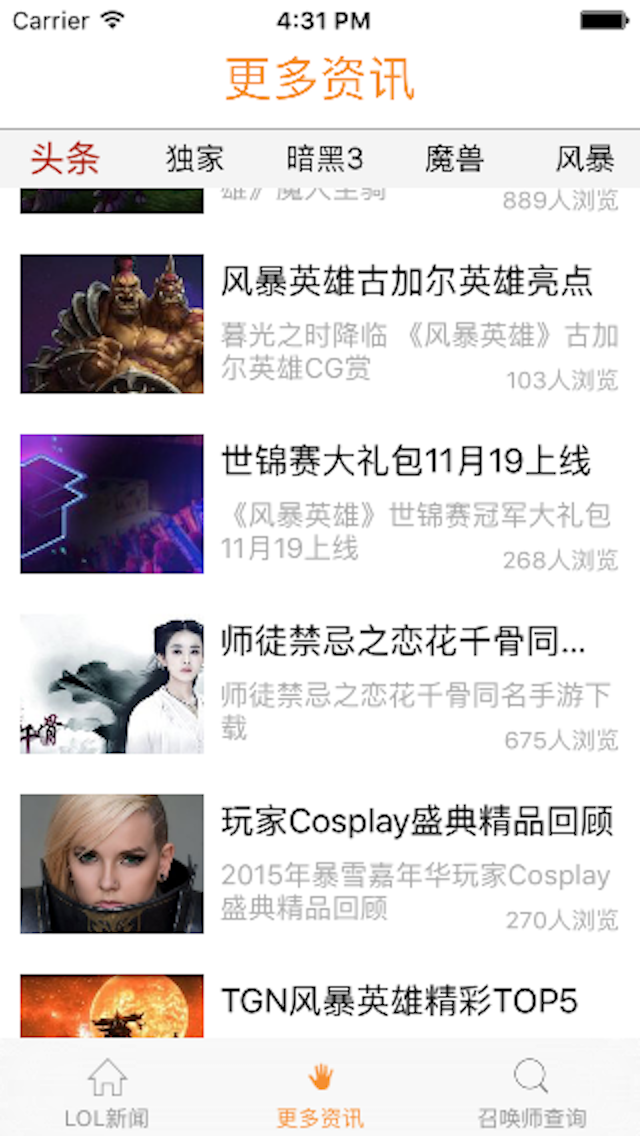 Carrier
4:31 PM
更多资讯
头条 独家 暗黑3 魔兽 风暴
雄》魔人王骑
889人浏览
风暴英雄古加尔英雄亮点
暮光之时降临 《风暴英雄》古加
尔英雄CG赏
103人浏览
世锦赛大礼包11月19上线
《风暴英雄》世锦赛冠军大礼包
11月19上线
268人浏览
师徒禁忌之恋花千骨同...
师徒禁忌之恋花千骨同名手游下
载
675人浏览
千骨
玩家Cosplay盛典精品回顾
2015年暴雪嘉年华玩家Cosplay
盛典精品回顾
270人浏览
TGN风暴英雄精彩TOP5
LOL新闻 更多资讯 召唤师查询